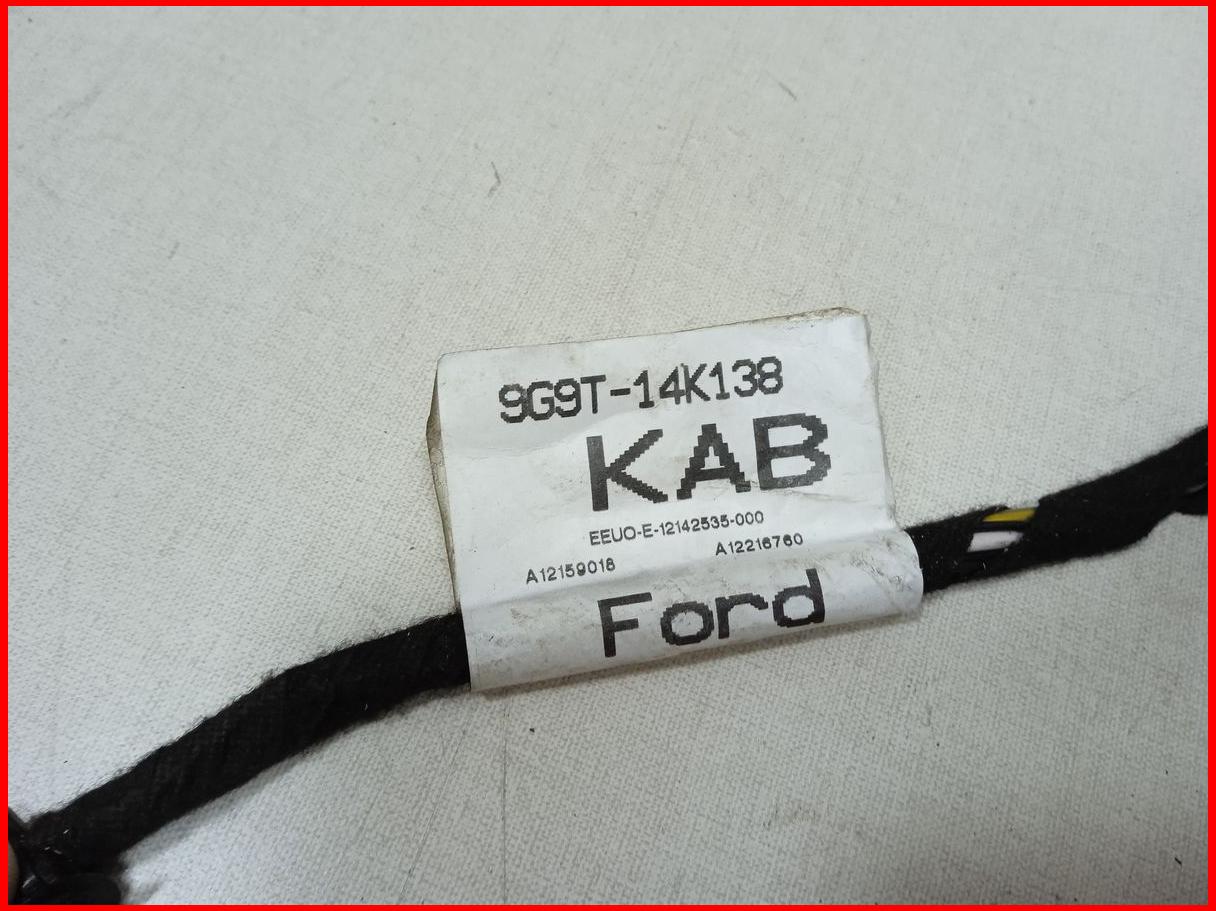 9G9T-14K138
KAB
EEUO-E-12142535-000
A12159018 A12216760
Ford